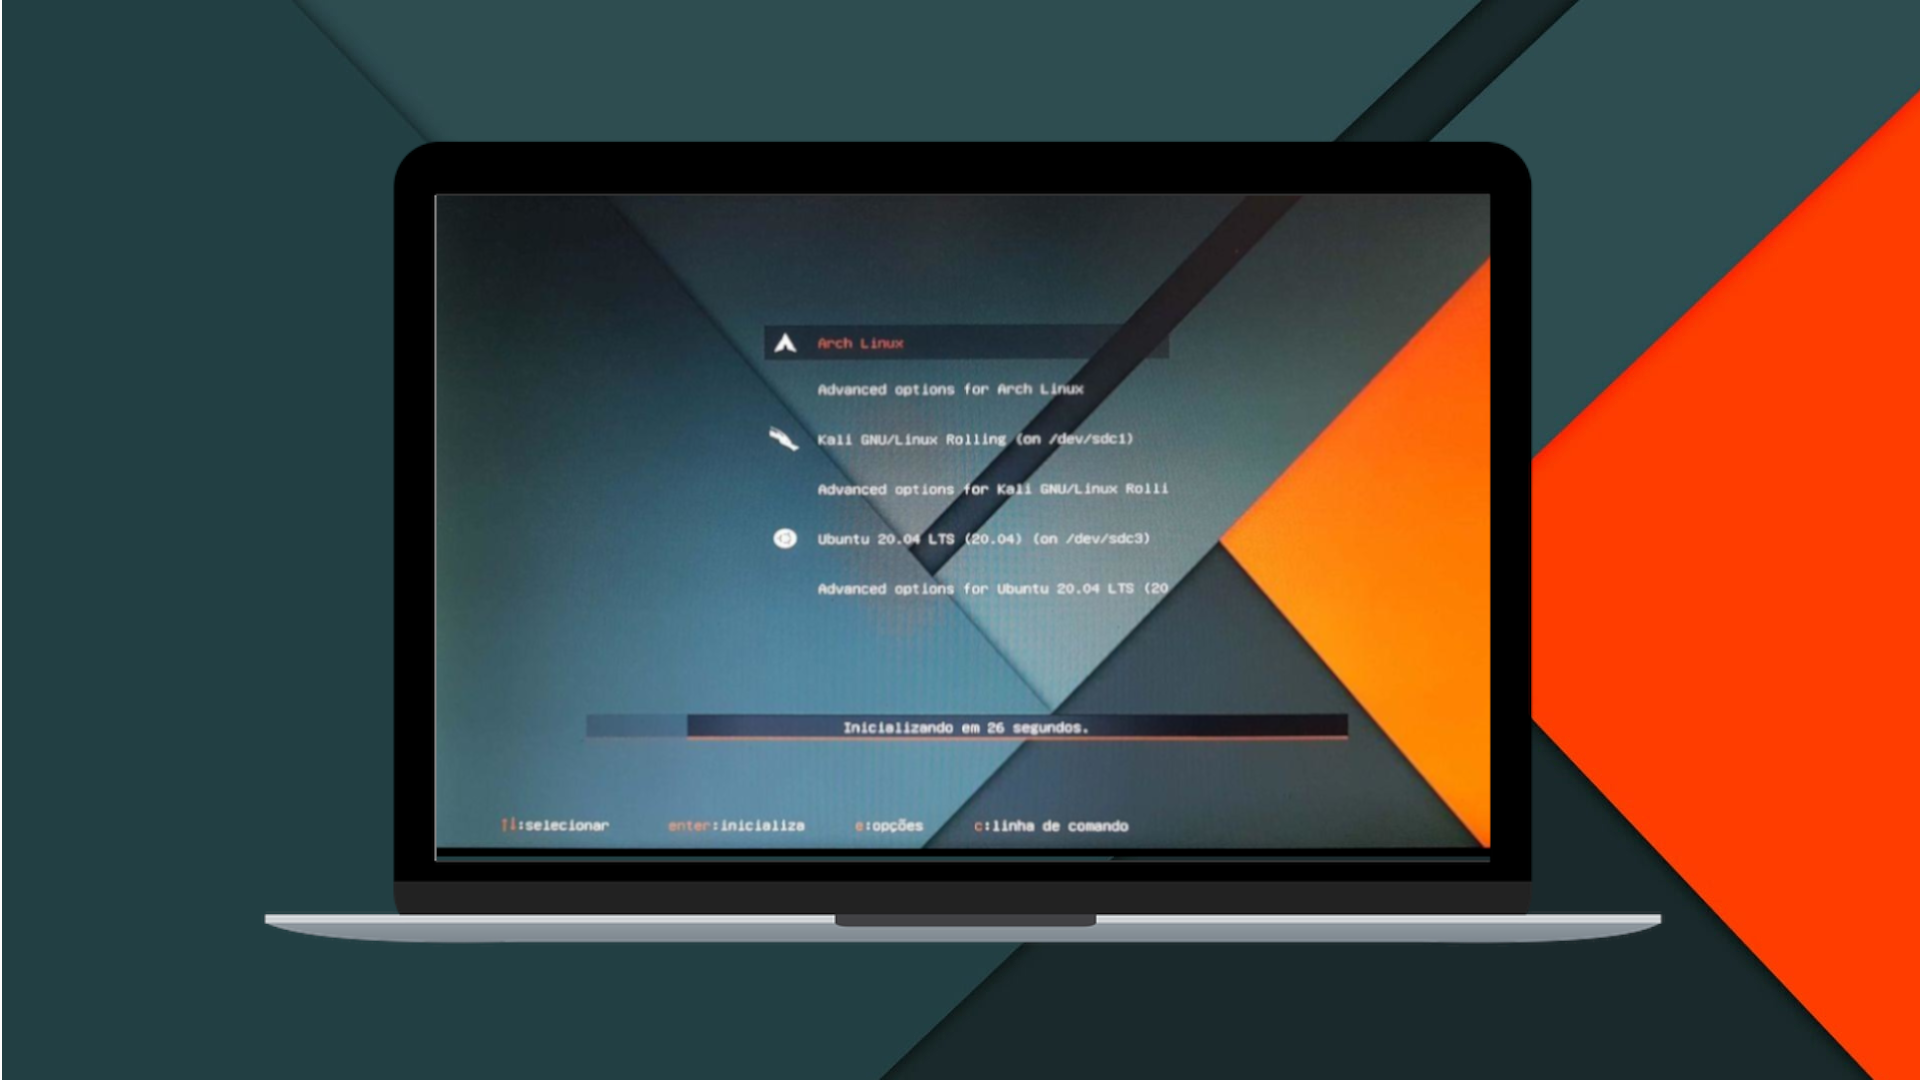 Arch Linux
Advanced options for Arch Linux
Kali GNU/Linux Rolling (on /dev/sdc1)
Advanced options for Kali GNU/Linux Rolli
Ubuntu 20.04 LTS (20.04) (on /dev/sdc3)
Advanced options for Ubuntu 20.04 LTS (20
Inicializando em 26 segundos.
↑↓:selecionar enter:inicializa e:opções c:linha de comando